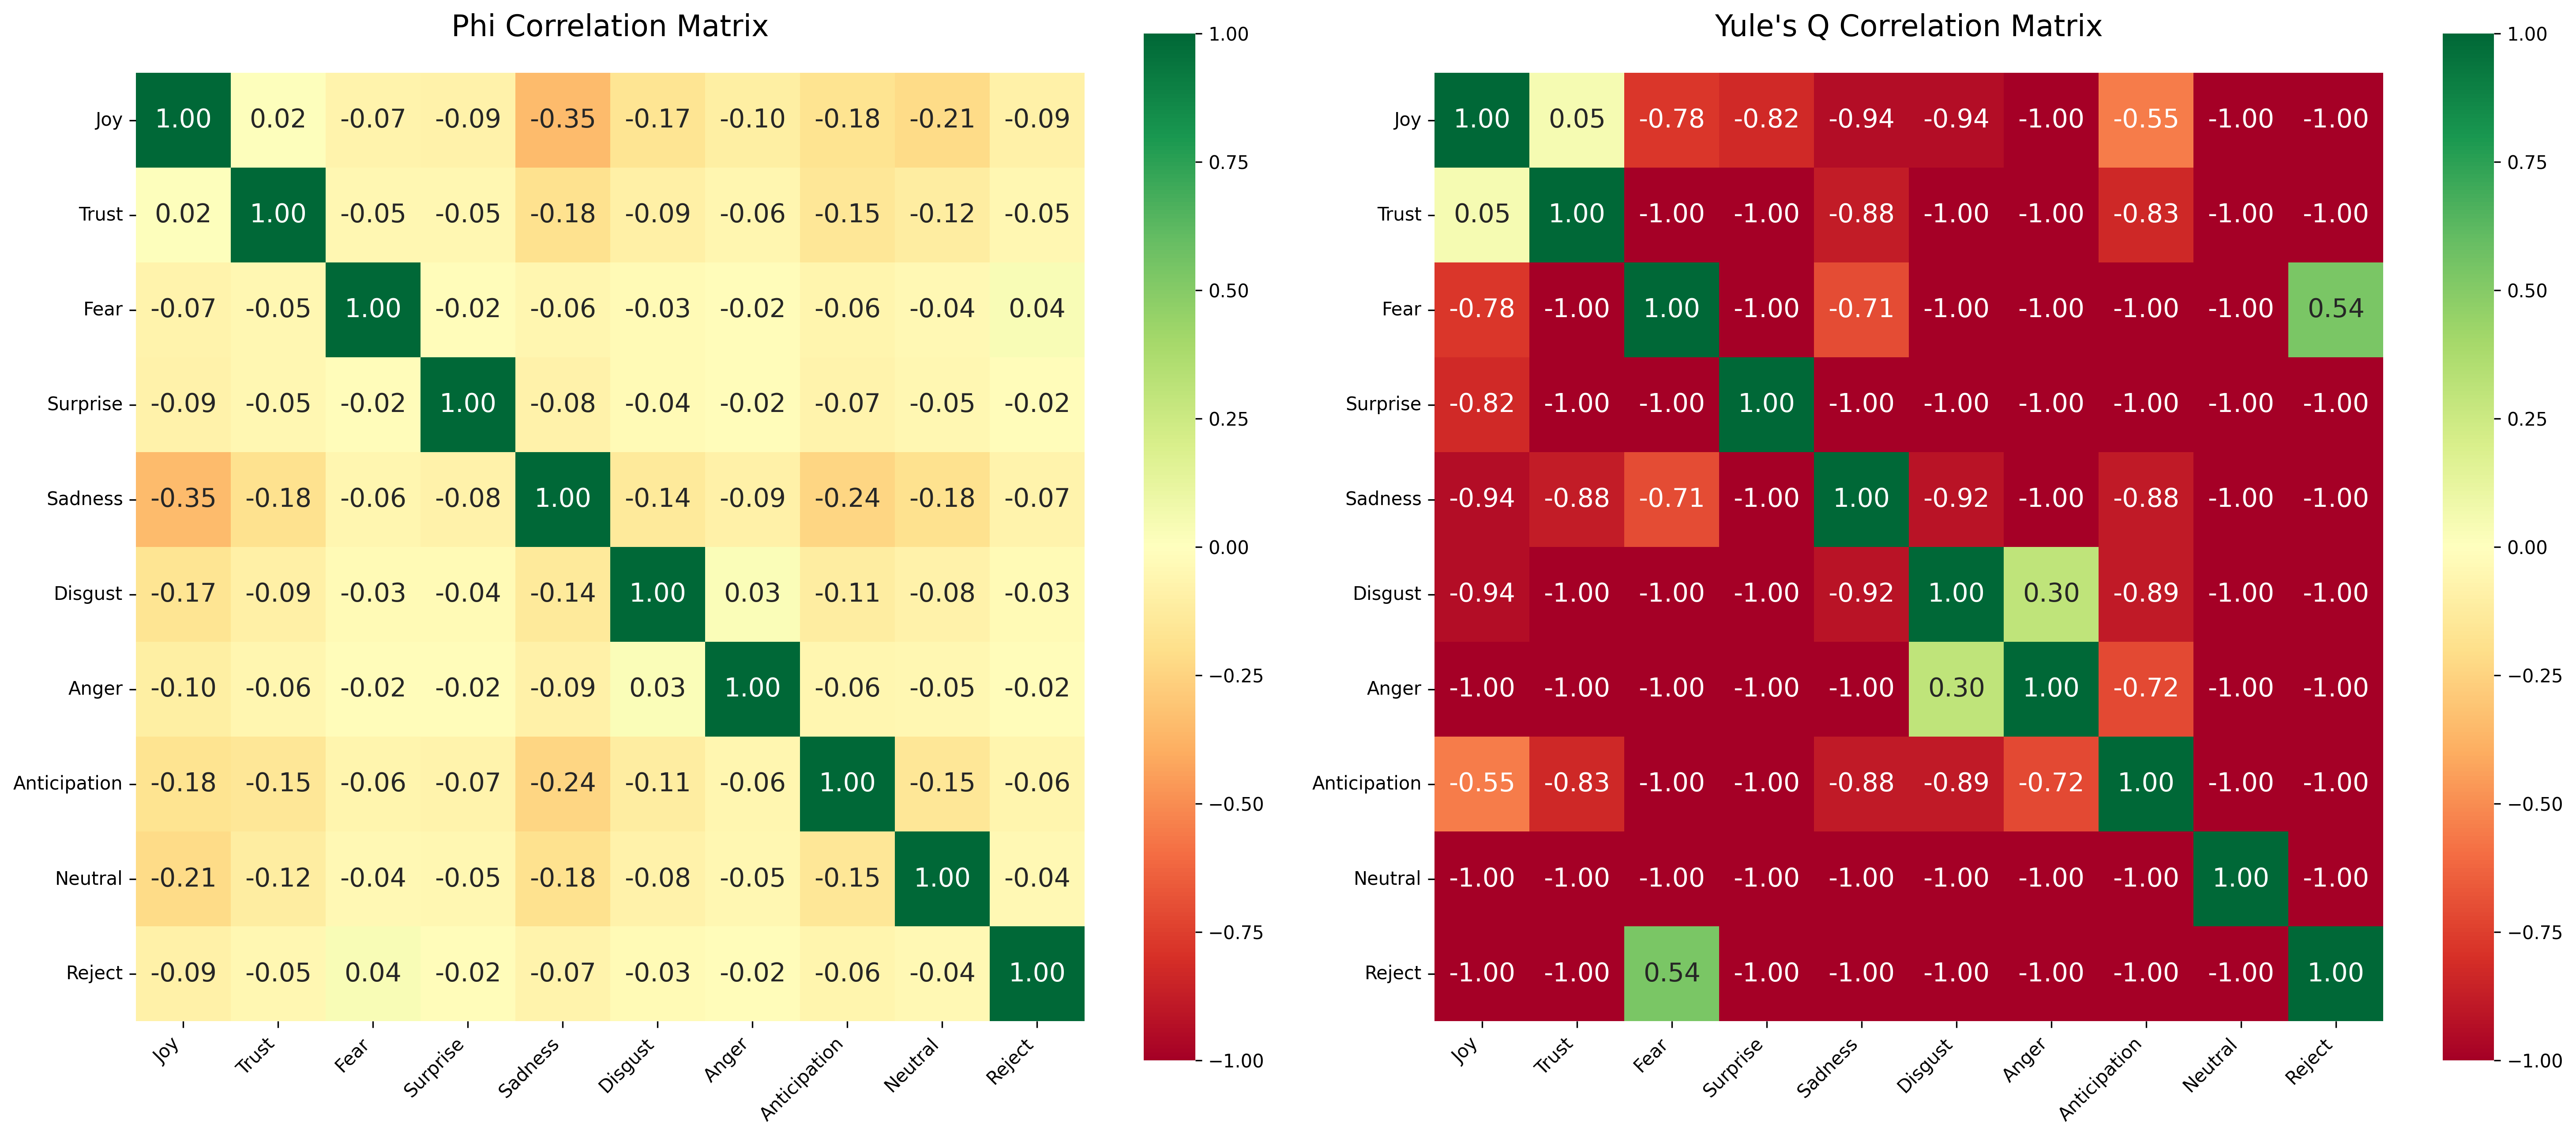 Phi Correlation Matrix
Joy 1.00 0.02 -0.07 -0.09 -0.35 -0.17 -0.10 -0.18 -0.21 -0.09
Trust 0.02 1.00 -0.05 -0.05 -0.18 -0.09 -0.06 -0.15 -0.12 -0.05
Fear -0.07 -0.05 1.00 -0.02 -0.06 -0.03 -0.02 -0.06 -0.04 0.04
Surprise -0.09 -0.05 -0.02 1.00 -0.08 -0.04 -0.02 -0.07 -0.05 -0.02
Sadness -0.35 -0.18 -0.06 -0.08 1.00 -0.14 -0.09 -0.24 -0.18 -0.07
Disgust -0.17 -0.09 -0.03 -0.04 -0.14 1.00 0.03 -0.11 -0.08 -0.03
Anger -0.10 -0.06 -0.02 -0.02 -0.09 0.03 1.00 -0.06 -0.05 -0.02
Anticipation -0.18 -0.15 -0.06 -0.07 -0.24 -0.11 -0.06 1.00 -0.15 -0.06
Neutral -0.21 -0.12 -0.04 -0.05 -0.18 -0.08 -0.05 -0.15 1.00 -0.04
Reject -0.09 -0.05 0.04 -0.02 -0.07 -0.03 -0.02 -0.06 -0.04 1.00
Joy Trust Fear Surprise Sadness Disgust Anger Anticipation Neutral Reject
1.00
0.75
0.50
0.25
0.00
−0.25
−0.50
−0.75
−1.00
Yule's Q Correlation Matrix
Joy 1.00 0.05 -0.78 -0.82 -0.94 -0.94 -1.00 -0.55 -1.00 -1.00
Trust 0.05 1.00 -1.00 -1.00 -0.88 -1.00 -1.00 -0.83 -1.00 -1.00
Fear -0.78 -1.00 1.00 -1.00 -0.71 -1.00 -1.00 -1.00 -1.00 0.54
Surprise -0.82 -1.00 -1.00 1.00 -1.00 -1.00 -1.00 -1.00 -1.00 -1.00
Sadness -0.94 -0.88 -0.71 -1.00 1.00 -0.92 -1.00 -0.88 -1.00 -1.00
Disgust -0.94 -1.00 -1.00 -1.00 -0.92 1.00 0.30 -0.89 -1.00 -1.00
Anger -1.00 -1.00 -1.00 -1.00 -1.00 0.30 1.00 -0.72 -1.00 -1.00
Anticipation -0.55 -0.83 -1.00 -1.00 -0.88 -0.89 -0.72 1.00 -1.00 -1.00
Neutral -1.00 -1.00 -1.00 -1.00 -1.00 -1.00 -1.00 -1.00 1.00 -1.00
Reject -1.00 -1.00 0.54 -1.00 -1.00 -1.00 -1.00 -1.00 -1.00 1.00
Joy Trust Fear Surprise Sadness Disgust Anger Anticipation Neutral Reject
1.00
0.75
0.50
0.25
0.00
−0.25
−0.50
−0.75
−1.00